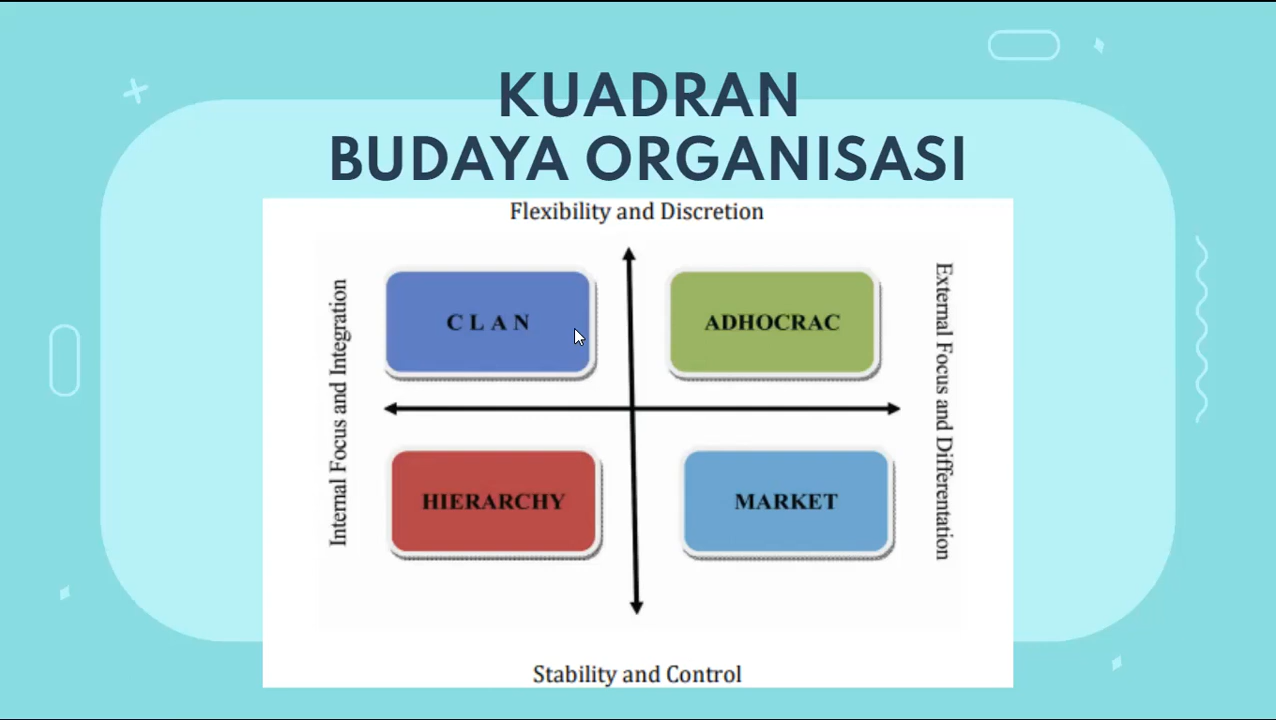 KUADRAN
BUDAYA ORGANISASI
Flexibility and Discretion
Internal Focus and Integration
C L A N
ADHOCRAC
External Focus and Differentation
HIERARCHY
MARKET
Stability and Control